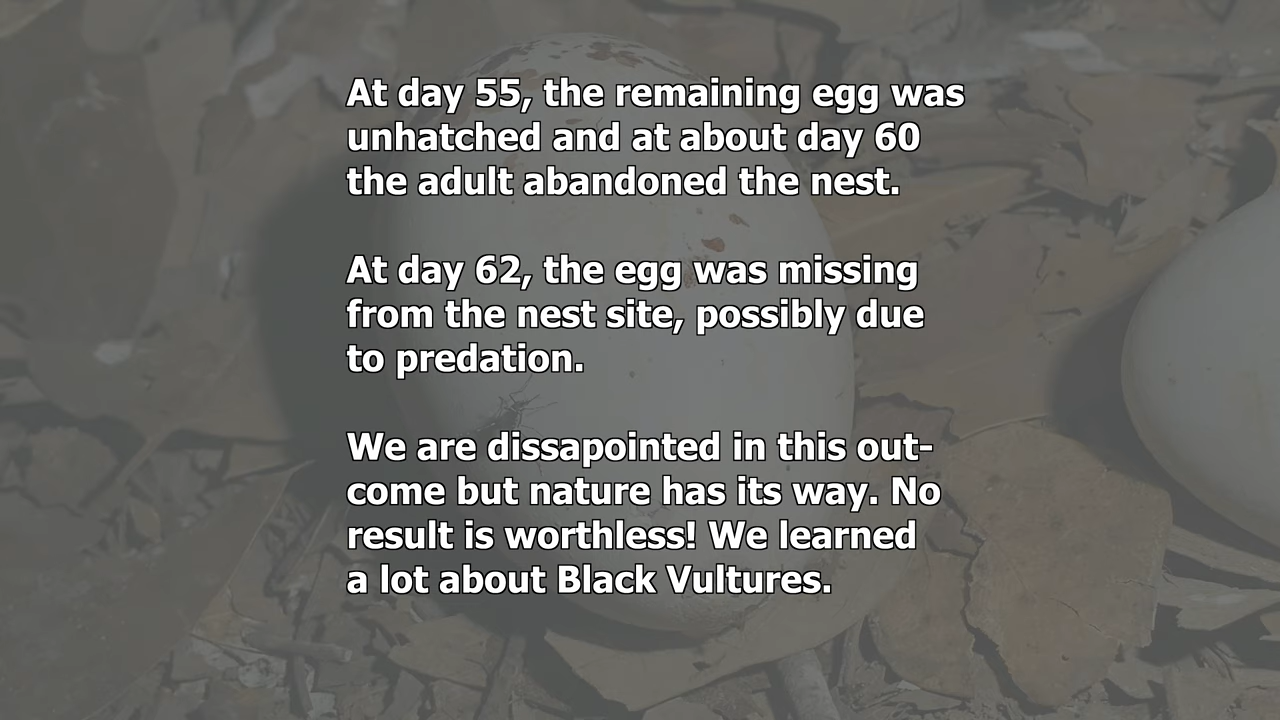 At day 55, the remaining egg was
unhatched and at about day 60
the adult abandoned the nest.
At day 62, the egg was missing
from the nest site, possibly due
to predation.
We are dissapointed in this out-
come but nature has its way. No
result is worthless! We learned
a lot about Black Vultures.